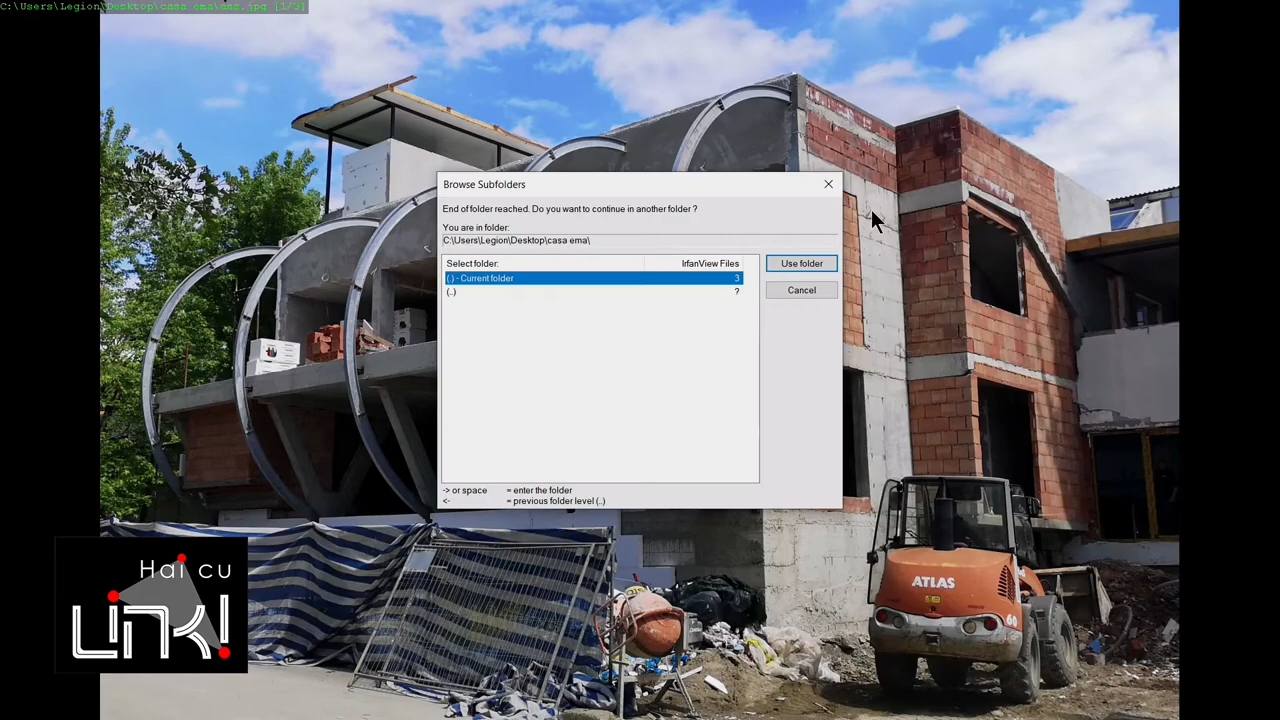 C:\Users\Legion\Desktop\casa ema\sas.jpg [1/3]
Browse Subfolders
End of folder reached. Do you want to continue in another folder ?
You are in folder:
C:\Users\Legion\Desktop\casa ema\
Select folder: IrfanView Files
(.) - Current folder 3
(..) ?
Use folder
Cancel
-> or space = enter the folder
<- = previous folder level (..)
ATLAS
60
Hai cu
LINK!